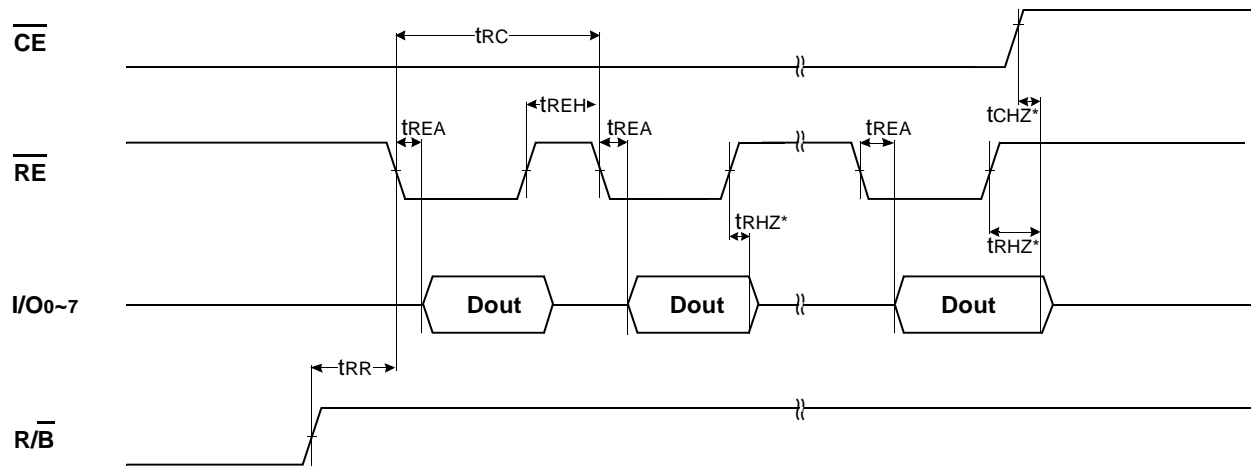 CE
tRC
tREH
tCHZ*
tREA
tREA
tREA
RE
tRHZ*
tRHZ*
I/O0~7
Dout
Dout
Dout
tRR
R/B